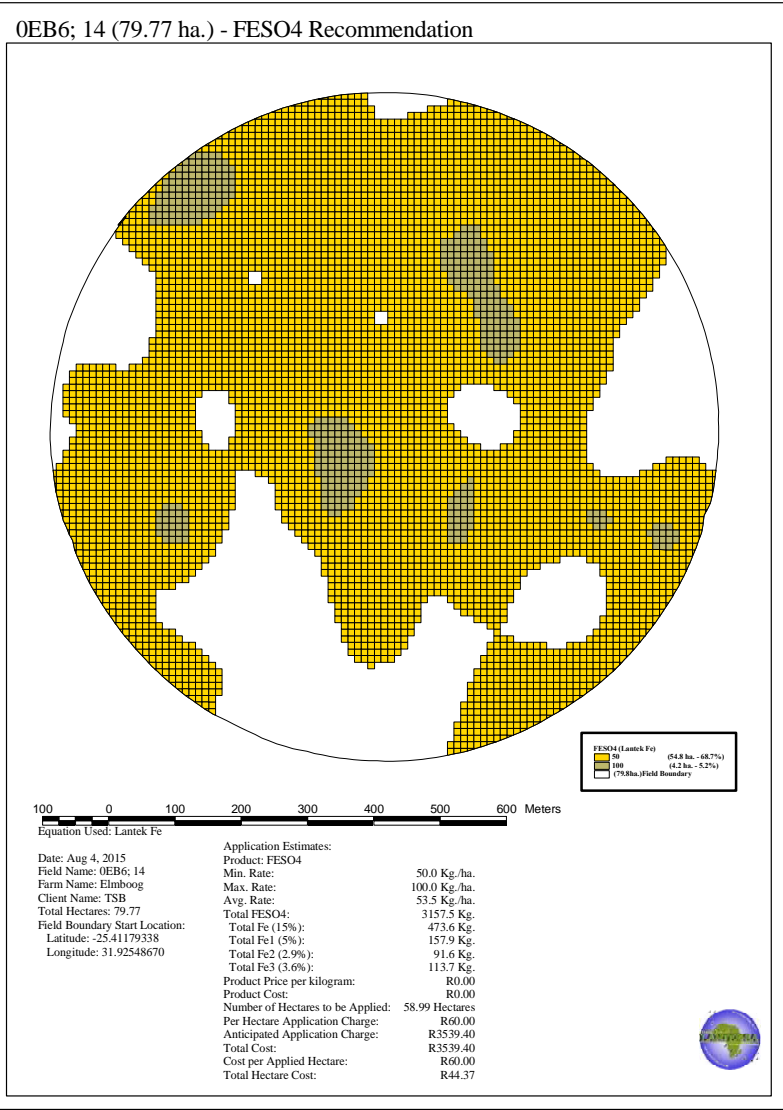 0EB6; 14 (79.77 ha.) - FESO4 Recommendation
FESO4 (Lantek Fe)
50 (54.8 ha. - 68.7%)
100 (4.2 ha. - 5.2%)
(79.8ha.)Field Boundary
100 0 100 200 300 400 500 600 Meters
Equation Used: Lantek Fe
Date: Aug 4, 2015
Field Name: 0EB6; 14
Farm Name: Elmboog
Client Name: TSB
Total Hectares: 79.77
Field Boundary Start Location:
Latitude: -25.41179338
Longitude: 31.92548670
Application Estimates:
Product: FESO4
Min. Rate: 50.0 Kg./ha.
Max. Rate: 100.0 Kg./ha.
Avg. Rate: 53.5 Kg./ha.
Total FESO4: 3157.5 Kg.
Total Fe (15%): 473.6 Kg.
Total Fe1 (5%): 157.9 Kg.
Total Fe2 (2.9%): 91.6 Kg.
Total Fe3 (3.6%): 113.7 Kg.
Product Price per kilogram: R0.00
Product Cost: R0.00
Number of Hectares to be Applied: 58.99 Hectares
Per Hectare Application Charge: R60.00
Anticipated Application Charge: R3539.40
Total Cost: R3539.40
Cost per Applied Hectare: R60.00
Total Hectare Cost: R44.37